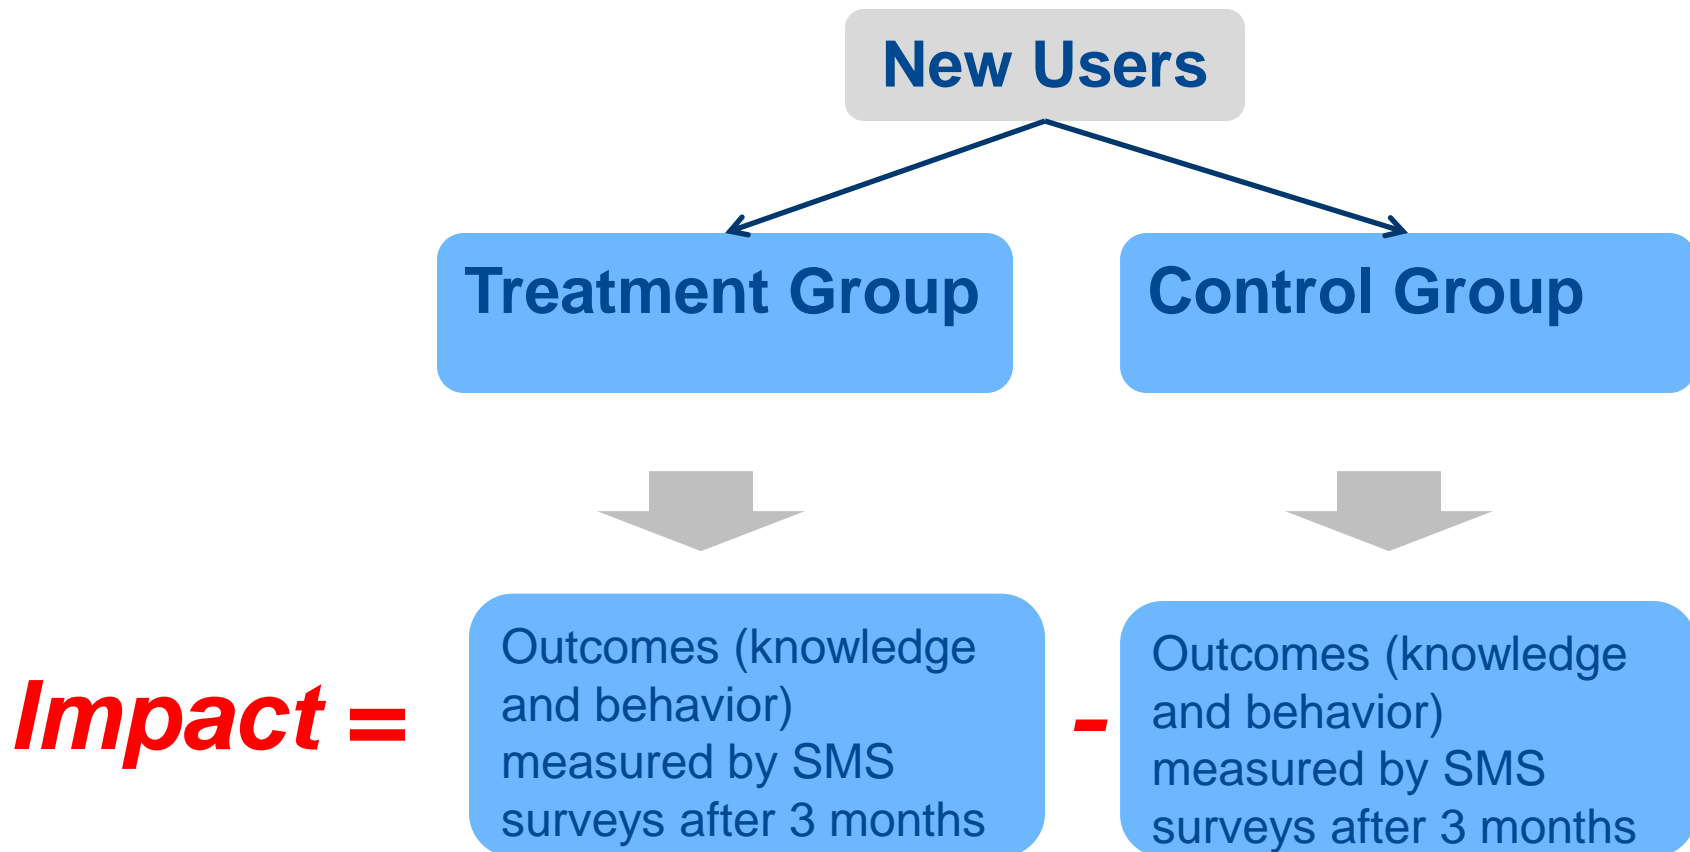 New Users
Treatment Group
Control Group
Impact =
Outcomes (knowledge
and behavior)
measured by SMS
surveys after 3 months
-
Outcomes (knowledge
and behavior)
measured by SMS
surveys after 3 months